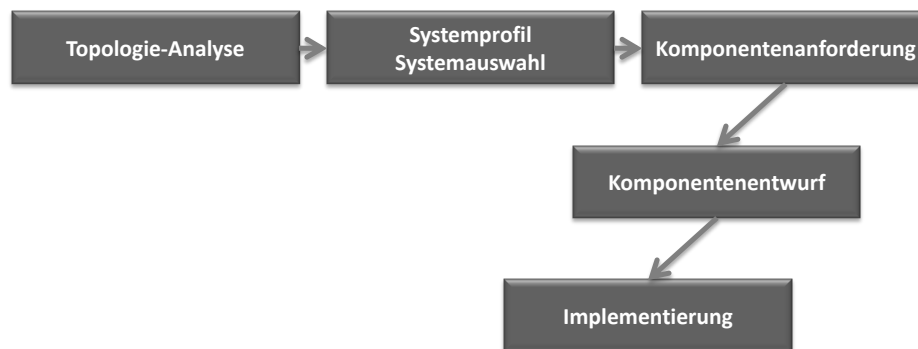 Topologie-Analyse
Systemprofil
Systemauswahl
Komponentenanforderung
Komponentenentwurf
Implementierung